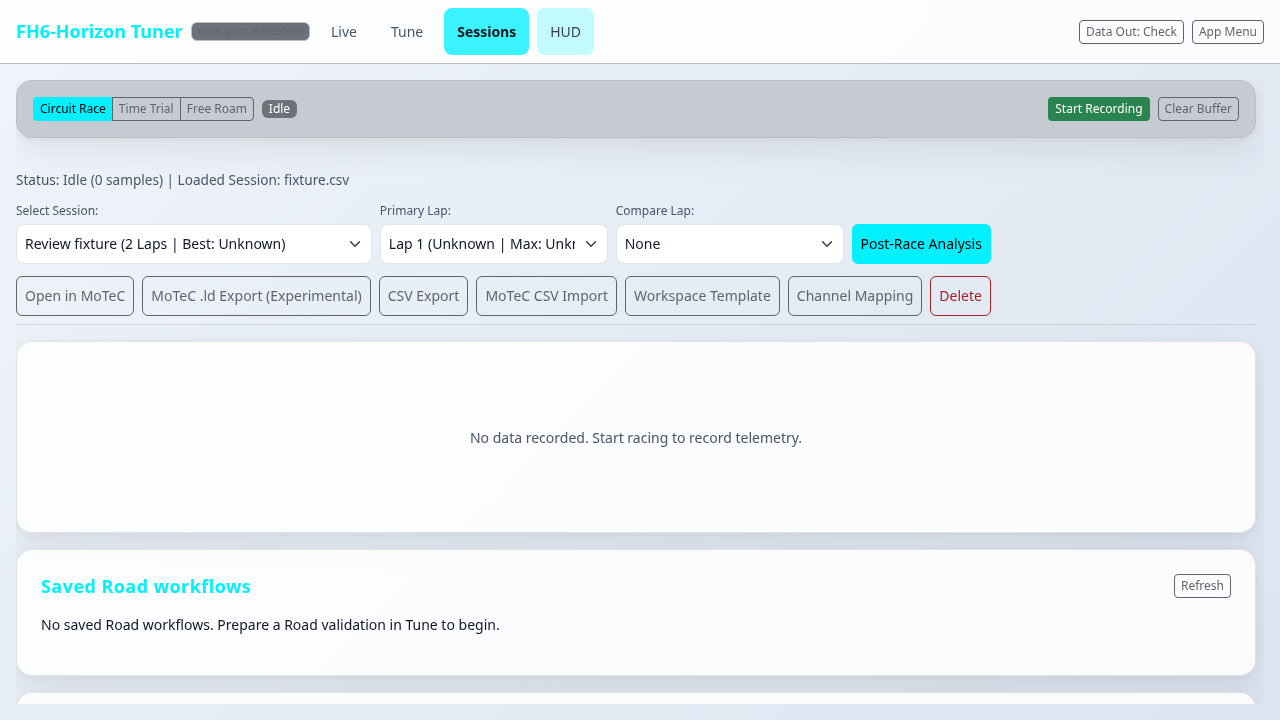 FH6-Horizon Tuner
Live
Tune
Sessions
HUD
Data Out: Check
App Menu
Circuit Race
Time Trial
Free Roam
Idle
Start Recording
Clear Buffer
Status: Idle (0 samples) | Loaded Session: fixture.csv
Select Session:
Primary Lap:
Compare Lap:
Review fixture (2 Laps | Best: Unknown)
Lap 1 (Unknown | Max: Unkr
None
Post-Race Analysis
Open in MoTeC
MoTeC .ld Export (Experimental)
CSV Export
MoTeC CSV Import
Workspace Template
Channel Mapping
Delete
No data recorded. Start racing to record telemetry.
Saved Road workflows
Refresh
No saved Road workflows. Prepare a Road validation in Tune to begin.